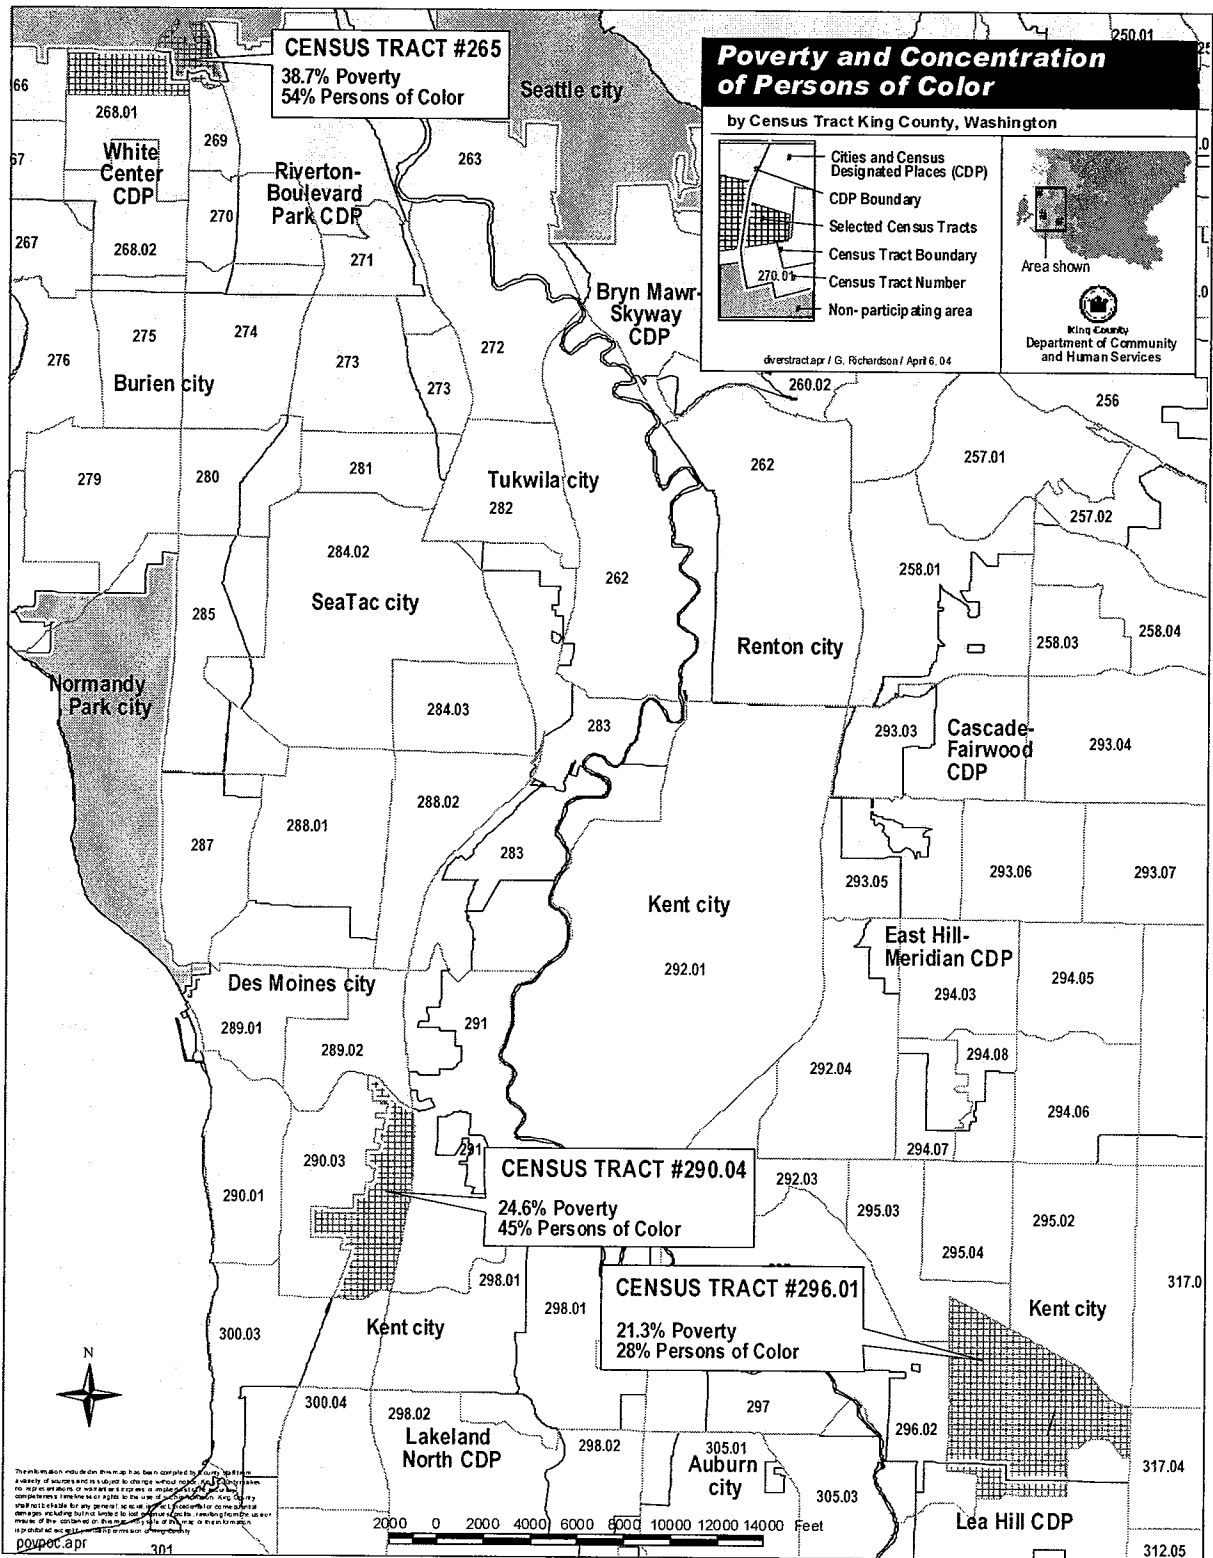 250.01
CENSUS TRACT #265
38.7% Poverty
54% Persons of Color
Seattle city
Poverty and Concentration
of Persons of Color
by Census Tract King County, Washington
Cities and Census
Designated Places (CDP)
CDP Boundary
Selected Census Tracts
Census Tract Boundary
270.01
Census Tract Number
Non- participating area
diverstract.apr / G. Richardson / April 6, 04
Area shown
King County
Department of Community
and Human Services
66
268.01
269
263
67
White
Center
CDP
Riverton-
Boulevard
Park CDP
270
267
268.02
271
Bryn Mawr-
Skyway
CDP
275
274
276
273
272
273
Burien city
260.02
256
279
280
281
Tukwila city
282
262
257.01
257.02
284.02
262
258.01
SeaTac city
285
Renton city
258.03
258.04
Normandy
Park city
284.03
283
293.03
Cascade-
Fairwood
CDP
293.04
288.02
288.01
287
283
293.05
293.06
293.07
Kent city
East Hill-
Meridian CDP
292.01
294.03
294.05
Des Moines city
289.01
291
289.02
294.08
292.04
294.06
294.07
290.03
291
290.01
CENSUS TRACT #290.04
24.6% Poverty
45% Persons of Color
292.03
295.03
295.02
295.04
298.01
298.01
317.0
CENSUS TRACT #296.01
21.3% Poverty
28% Persons of Color
Kent city
Kent city
300.03
N
300.04
298.02
297
296.02
Lakeland
North CDP
298.02
305.01
Auburn
city
317.04
305.03
Lea Hill CDP
2000 0 2000 4000 6000 8000 10000 12000 14000 Feet
povpoc.apr
301
312.05